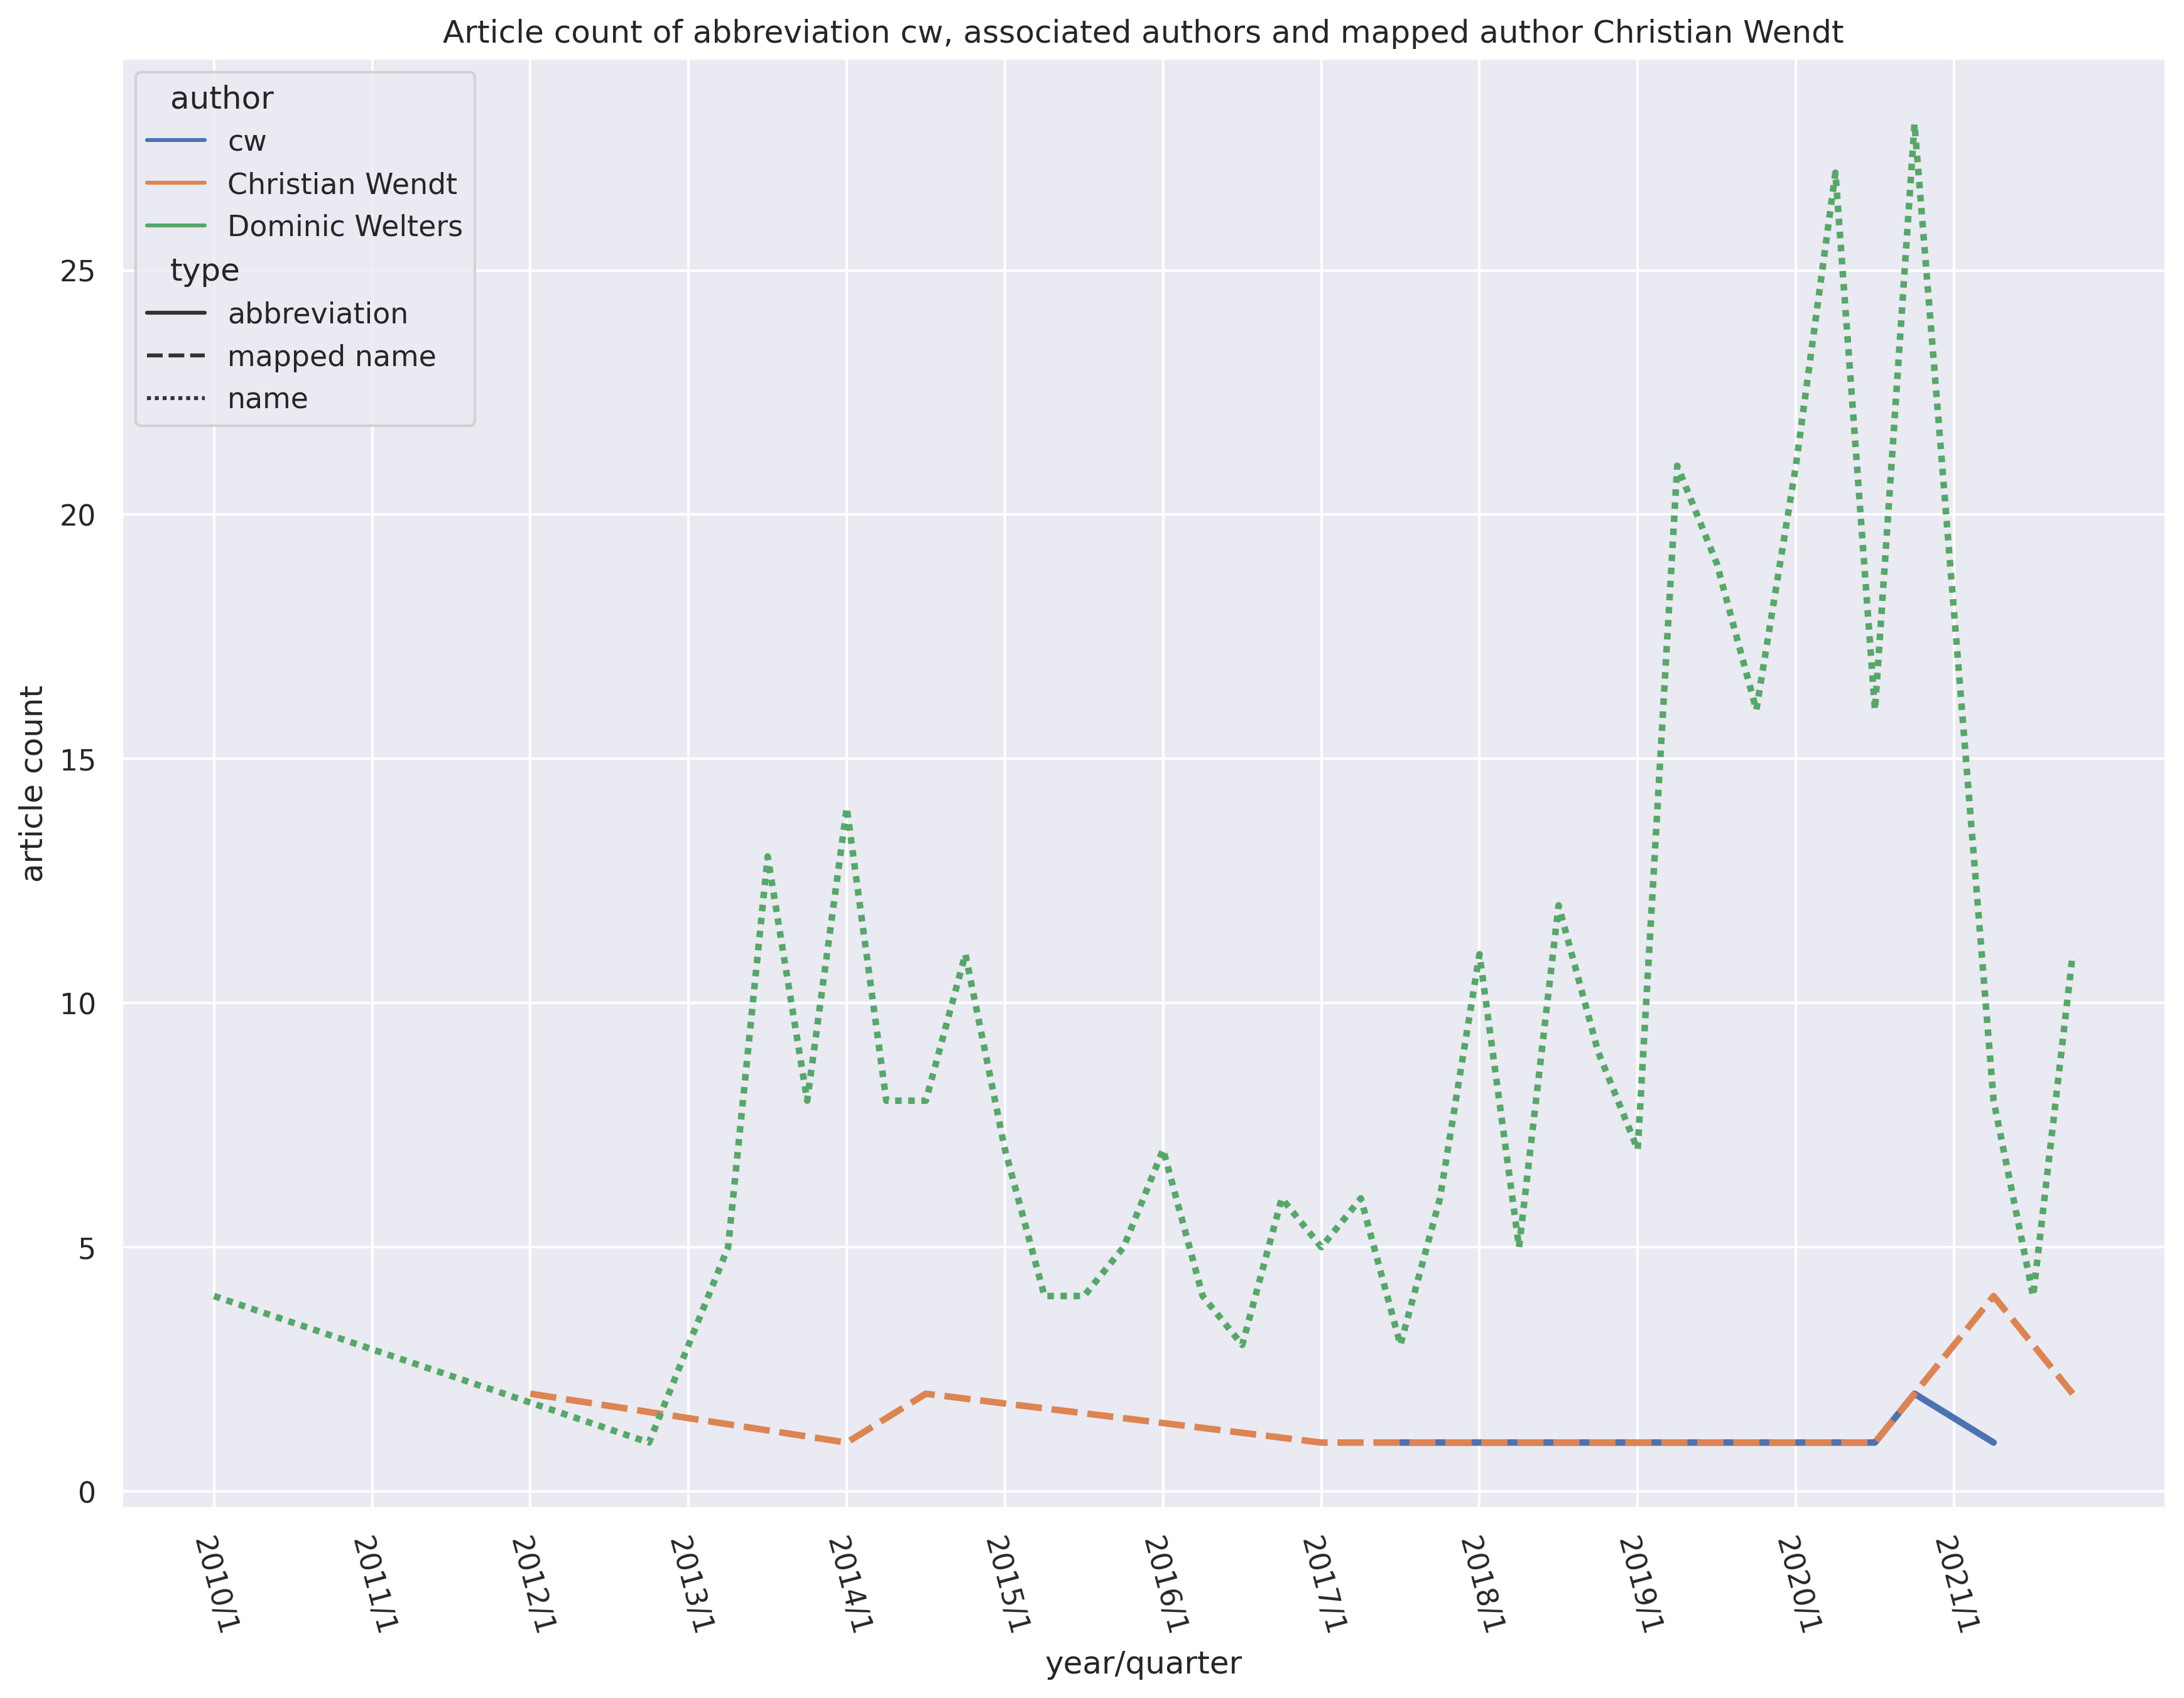 Article count of abbreviation cw, associated authors and mapped author Christian Wendt
author
cw
Christian Wendt
Dominic Welters
type
abbreviation
mapped name
name
article count
25
20
15
10
5
0
2010/1
2011/1
2012/1
2013/1
2014/1
2015/1
2016/1
2017/1
2018/1
2019/1
2020/1
2021/1
year/quarter